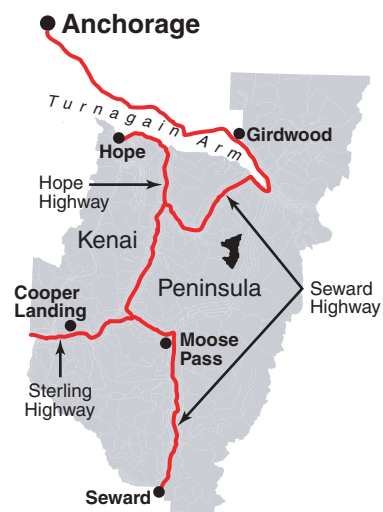 Anchorage
Turnagain Arm
Girdwood
Hope
Hope
Highway
Kenai
Peninsula
Cooper
Landing
Seward
Highway
Moose
Pass
Sterling
Highway
Seward